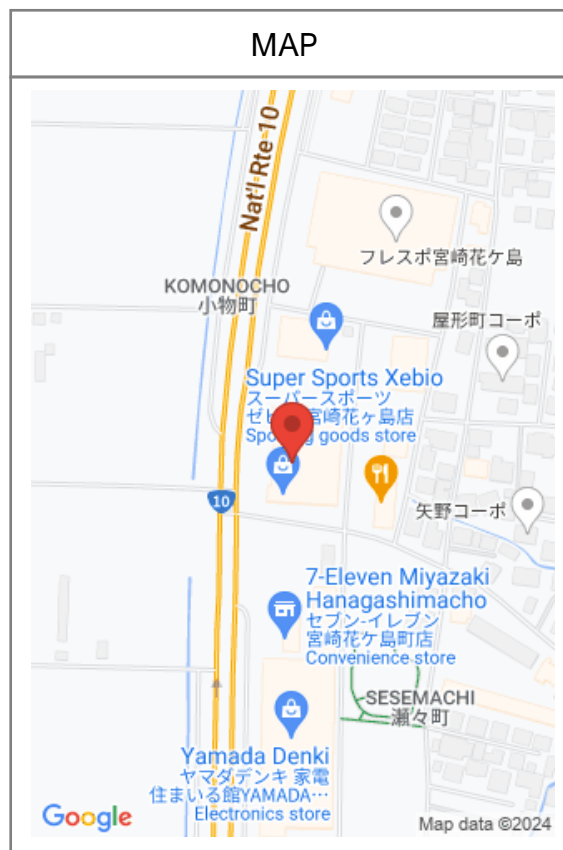 MAP
Nat'l Rte 10
フレスポ宮崎花ケ島
KOMONOCHO
小物町
屋形町コーポ
Super Sports Xebio
スーパースポーツ
ゼビ 宮崎花ヶ島店
goods store
10
矢野コーポ
7-Eleven Miyazaki
Hanagashimacho
セブン-イレブン
宮崎花ケ島町店
Convenience store
SESEMACHI
瀬々町
Yamada Denki
ヤマダデンキ 家電
住まいる館YAMADA…
Electronics store
Google
Map data ©2024